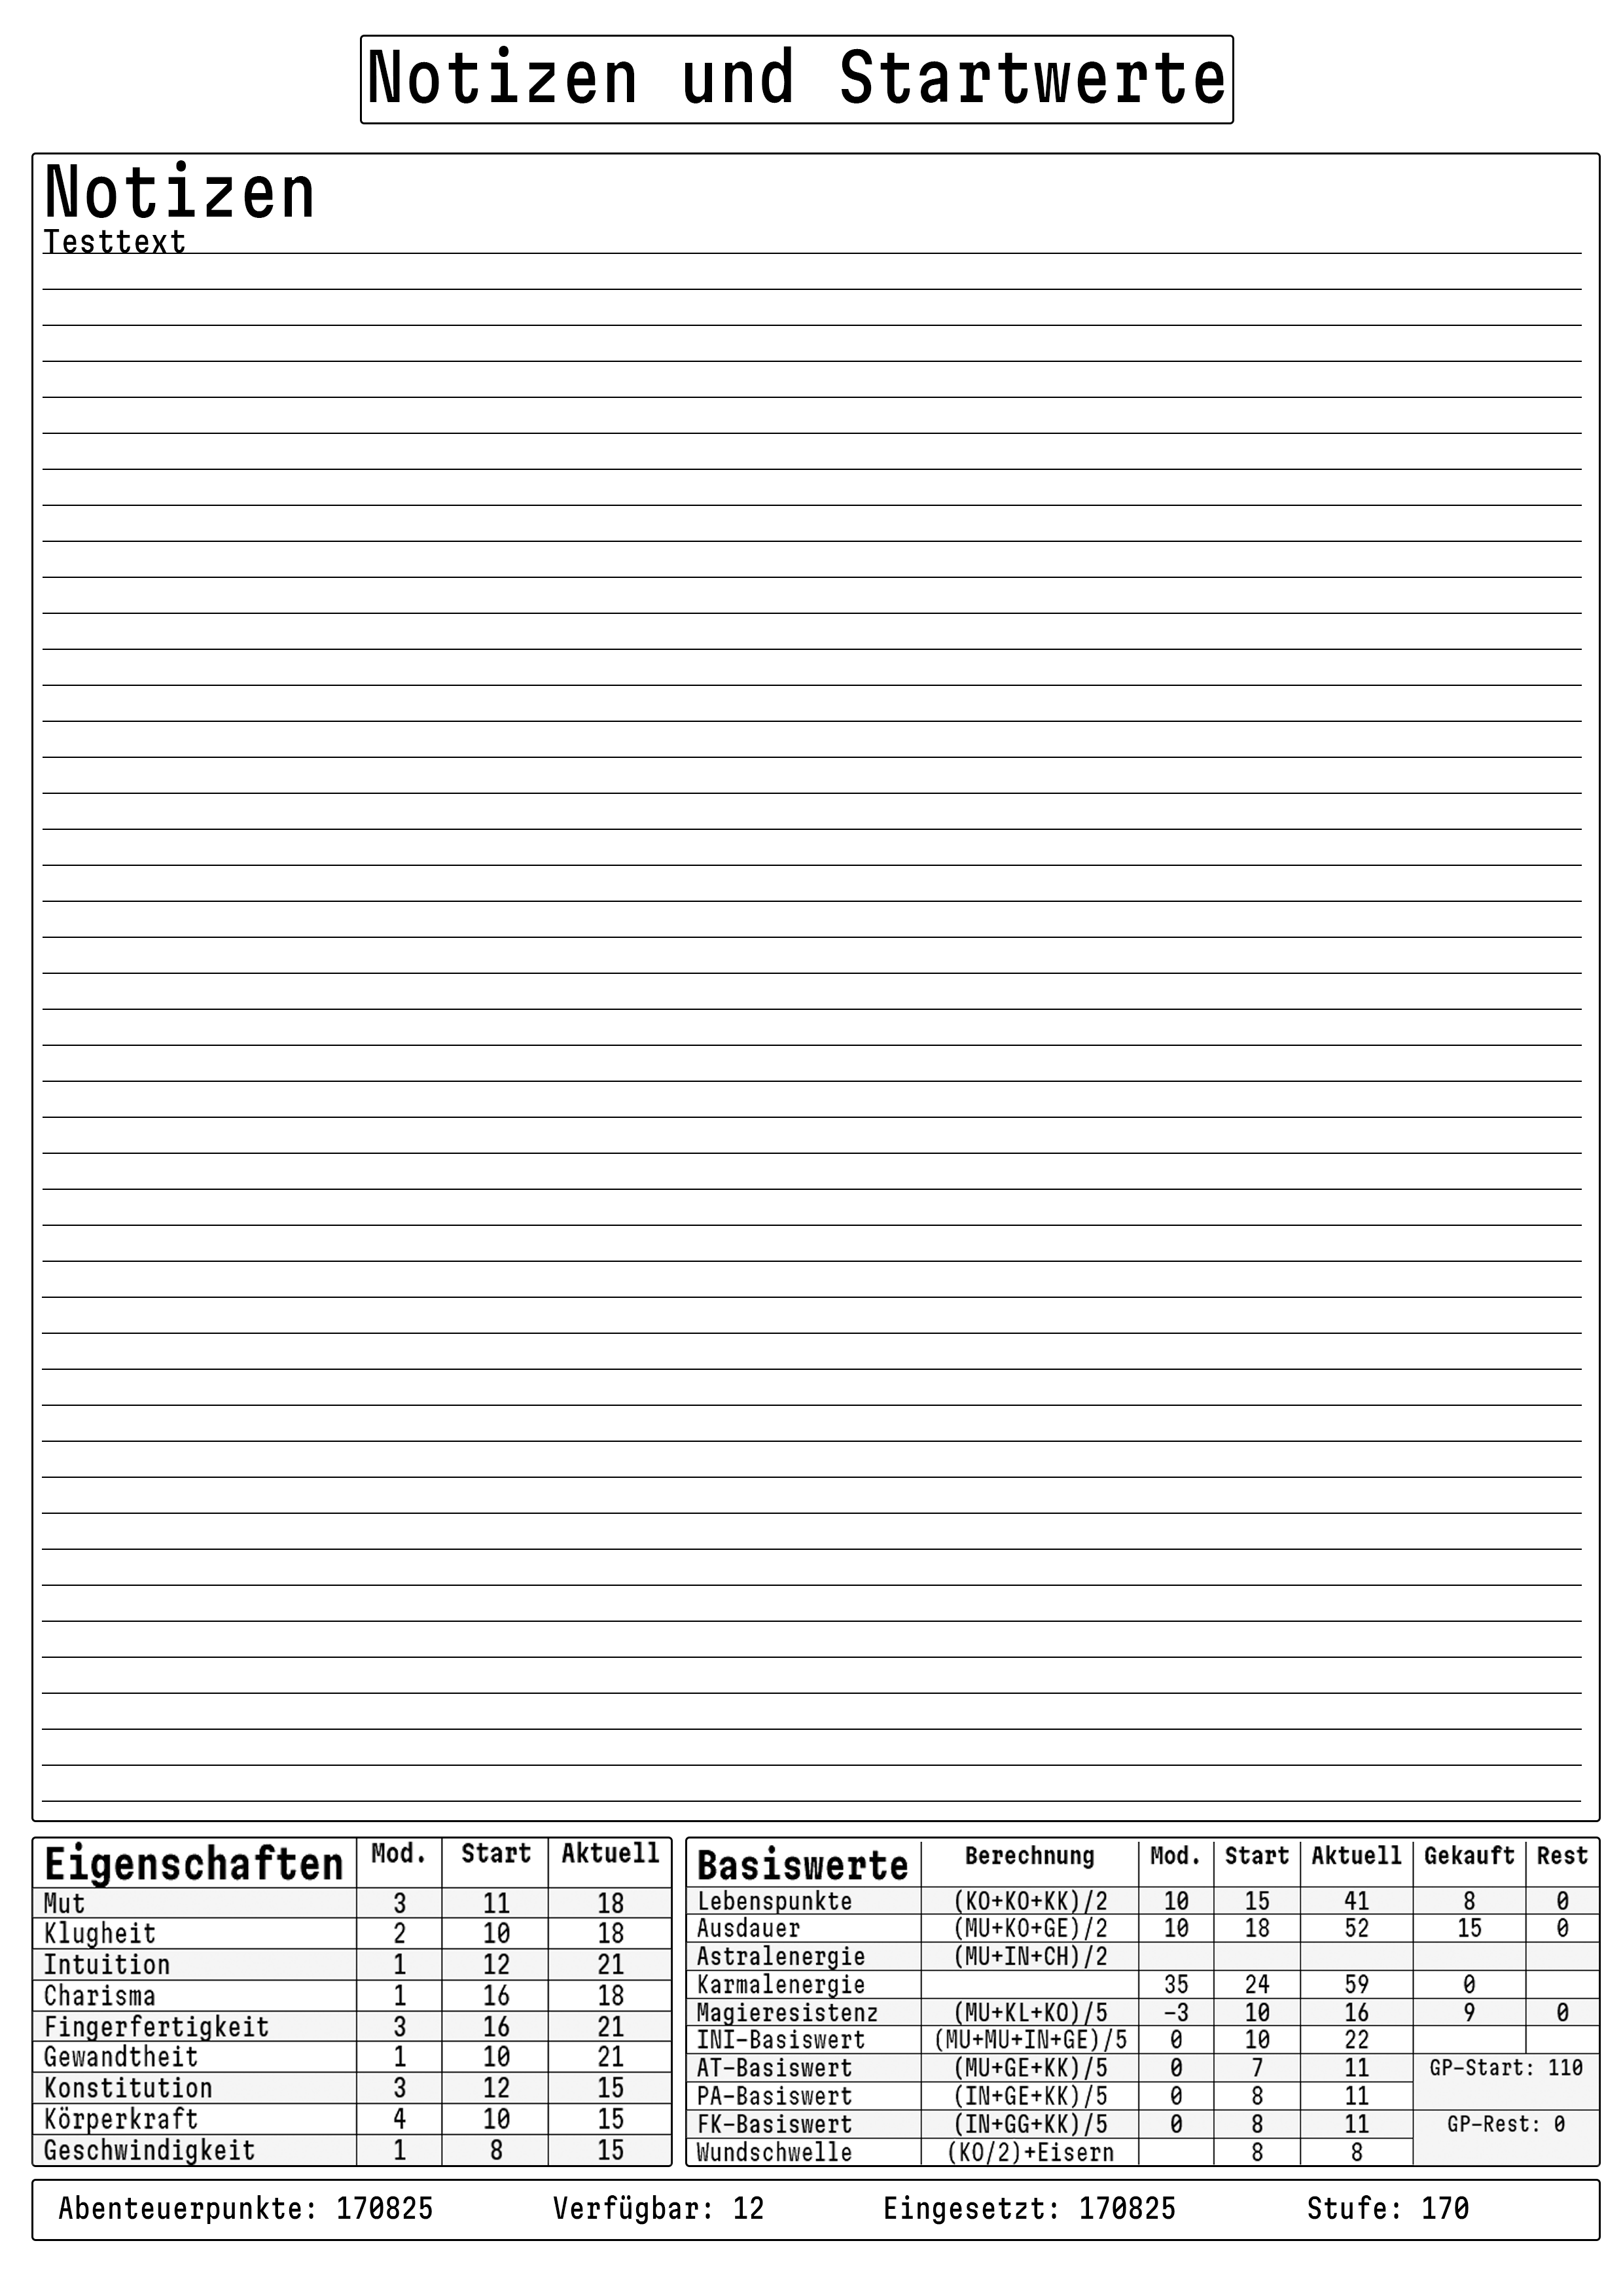 Notizen und Startwerte
Notizen
Testtext
Eigenschaften Mod. Start Aktuell
Mut 3 11 18
Klugheit 2 10 18
Intuition 1 12 21
Charisma 1 16 18
Fingerfertigkeit 3 16 21
Gewandtheit 1 10 21
Konstitution 3 12 15
Körperkraft 4 10 15
Geschwindigkeit 1 8 15
Basiswerte Berechnung Mod. Start Aktuell Gekauft Rest
Lebenspunkte (KO+KO+KK)/2 10 15 41 8 0
Ausdauer (MU+KO+GE)/2 10 18 52 15 0
Astralenergie (MU+IN+CH)/2
Karmalenergie 35 24 59 0
Magieresistenz (MU+KL+KO)/5 -3 10 16 9 0
INI-Basiswert (MU+MU+IN+GE)/5 0 10 22
AT-Basiswert (MU+GE+KK)/5 0 7 11 GP-Start: 110
PA-Basiswert (IN+GE+KK)/5 0 8 11
FK-Basiswert (IN+GG+KK)/5 0 8 11 GP-Rest: 0
Wundschwelle (KO/2)+Eisern 8 8
Abenteuerpunkte: 170825 Verfügbar: 12 Eingesetzt: 170825 Stufe: 170